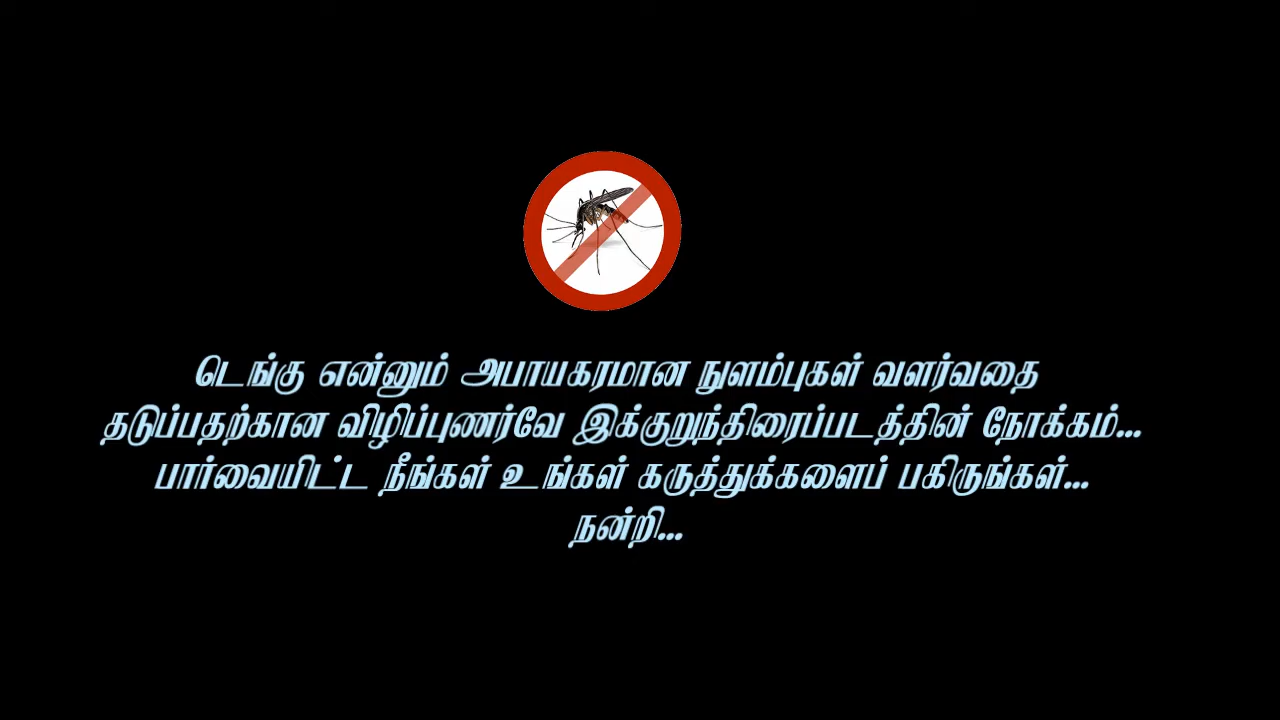 டெங்கு என்னும் அபாயகரமான நுளம்புகள் வளர்வதை
தடுப்பதற்கான விழிப்புணர்வே இக்குறுந்திரைப்படத்தின் நோக்கம்...
பார்வையிட்ட நீங்கள் உங்கள் கருத்துக்களைப் பகிருங்கள்...
நன்றி...